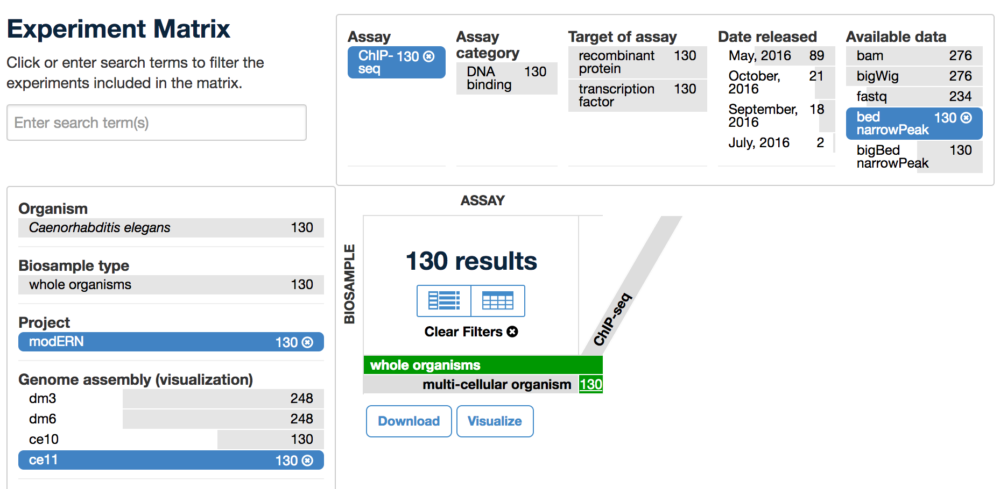 Experiment Matrix
Click or enter search terms to filter the
experiments included in the matrix.
Enter search term(s)
Assay
ChIP- 130
seq
Assay
category
DNA 130
binding
Target of assay
recombinant 130
protein
transcription 130
factor
Date released
May, 2016 89
October, 21
2016
September, 18
2016
July, 2016 2
Available data
bam 276
bigWig 276
fastq 234
bed 130
narrowPeak
bigBed 130
narrowPeak
Organism
Caenorhabditis elegans 130
Biosample type
whole organisms 130
Project
modERN 130
Genome assembly (visualization)
dm3 248
dm6 248
ce10 130
ce11 130
ASSAY
BIOSAMPLE
130 results
Clear Filters
ChIP-seq
whole organisms
multi-cellular organism 130
Download Visualize